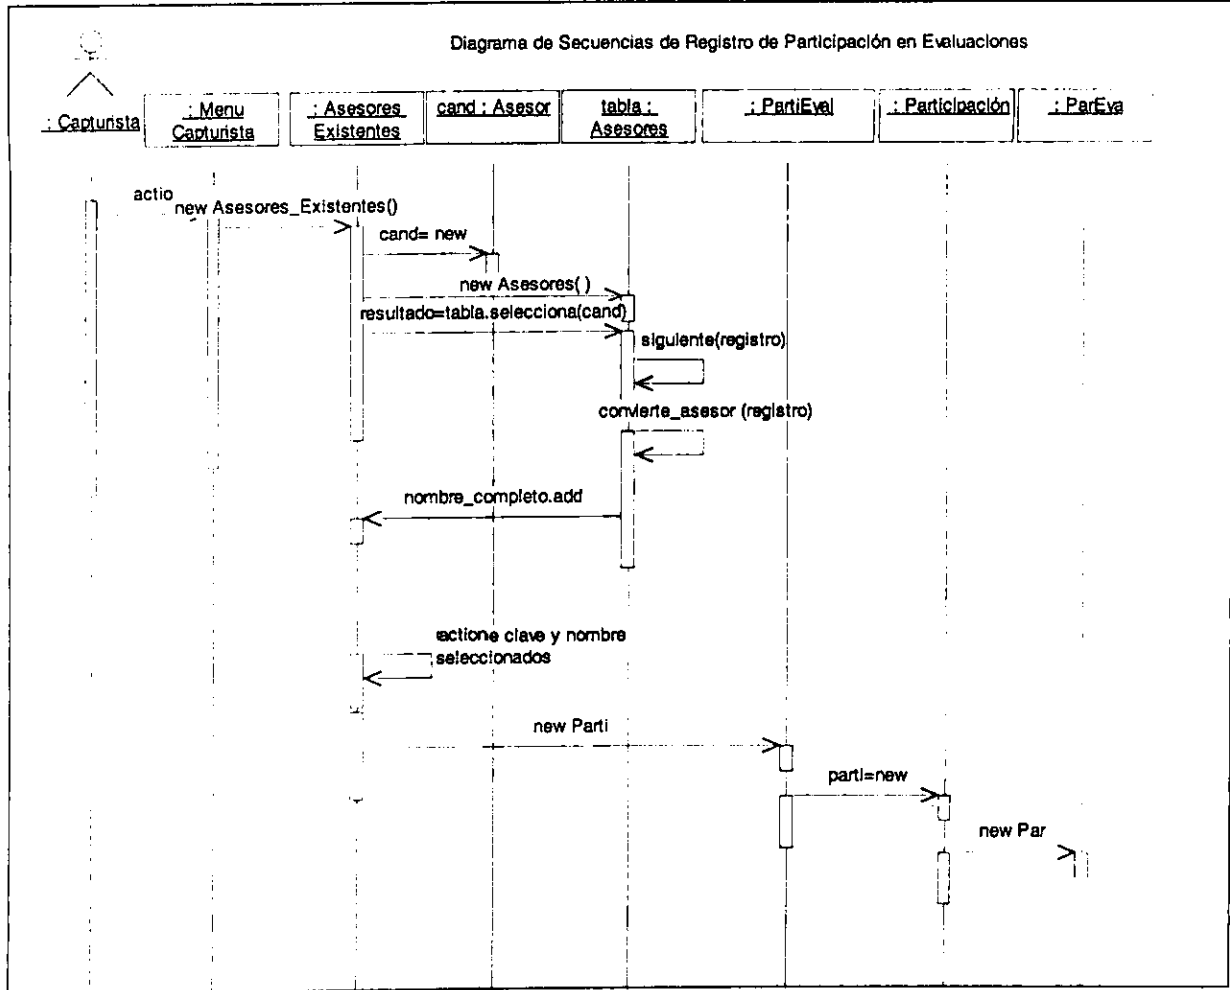 Diagrama de Secuencias de Registro de Participación en Evaluaciones
: Capturista
: Menu
Capturista
: Asesores
Existentes
cand : Asesor
tabla :
Asesores
: PartiEval
: Participación
: ParEva
actio
new Asesores_Existentes()
cand= new
new Asesores( )
resultado=tabla.selecciona(cand)
siguiente(registro)
convierte_asesor (registro)
nombre_completo.add
actione clave y nombre
seleccionados
new Parti
parti=new
new Par